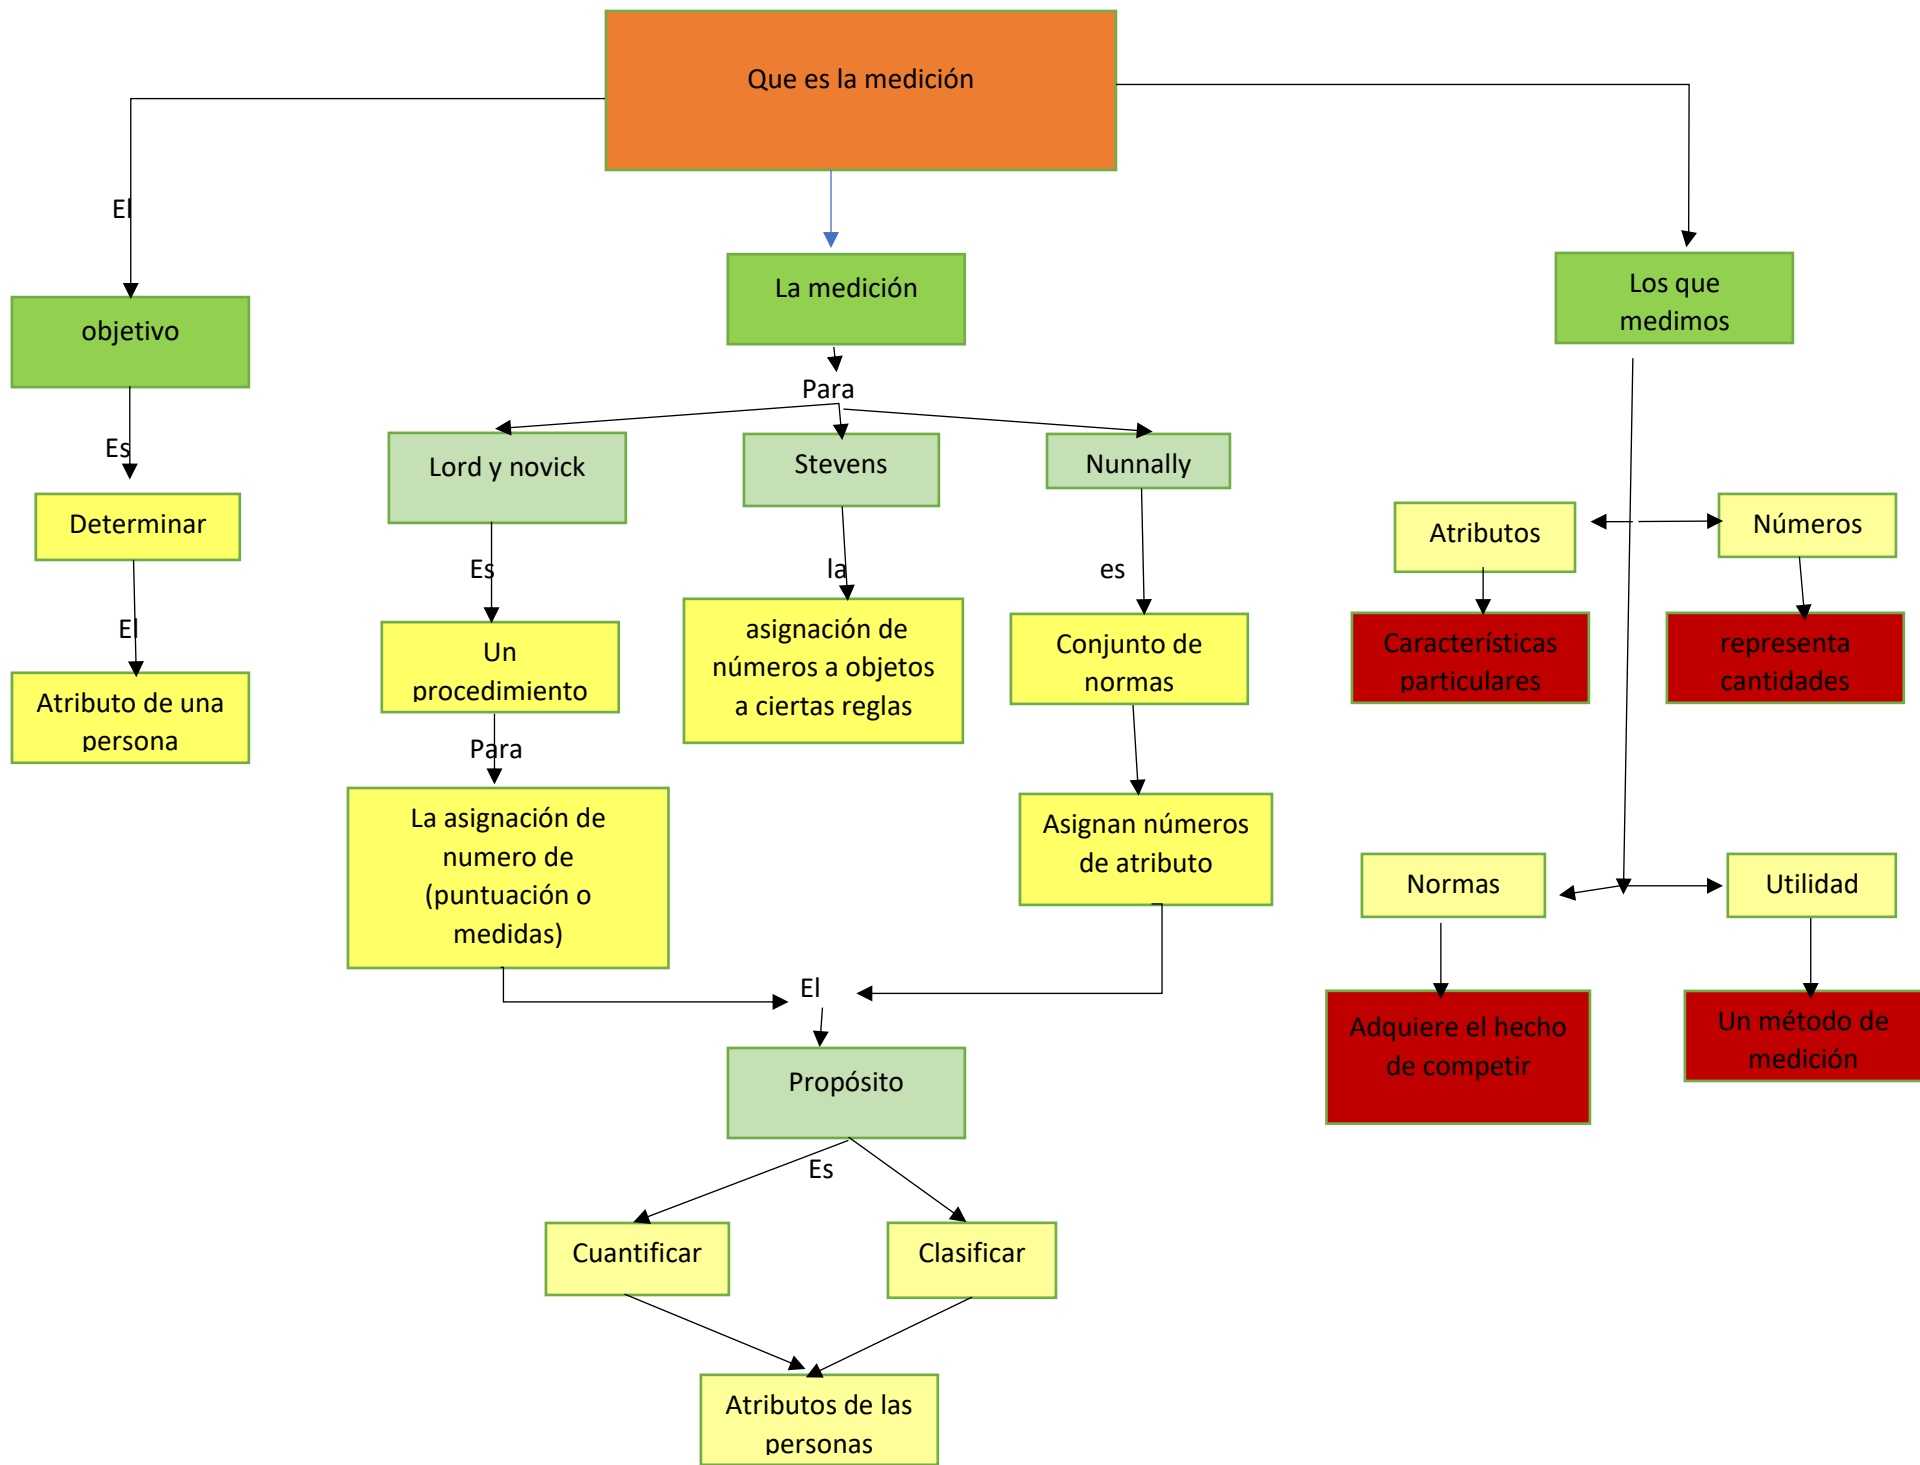 Que es la medición
El
objetivo
Es
Determinar
El
Atributo de una
persona
La medición
Para
Lord y novick
Es
Un
procedimiento
Para
La asignación de
numero de
(puntuación o
medidas)
Stevens
la
asignación de
números a objetos
a ciertas reglas
Nunnally
es
Conjunto de
normas
Asignan números
de atributo
El
Propósito
Es
Cuantificar
Clasificar
Atributos de las
personas
Los que
medimos
Atributos
Características
particulares
Números
representa
cantidades
Normas
Adquiere el hecho
de competir
Utilidad
Un método de
medición